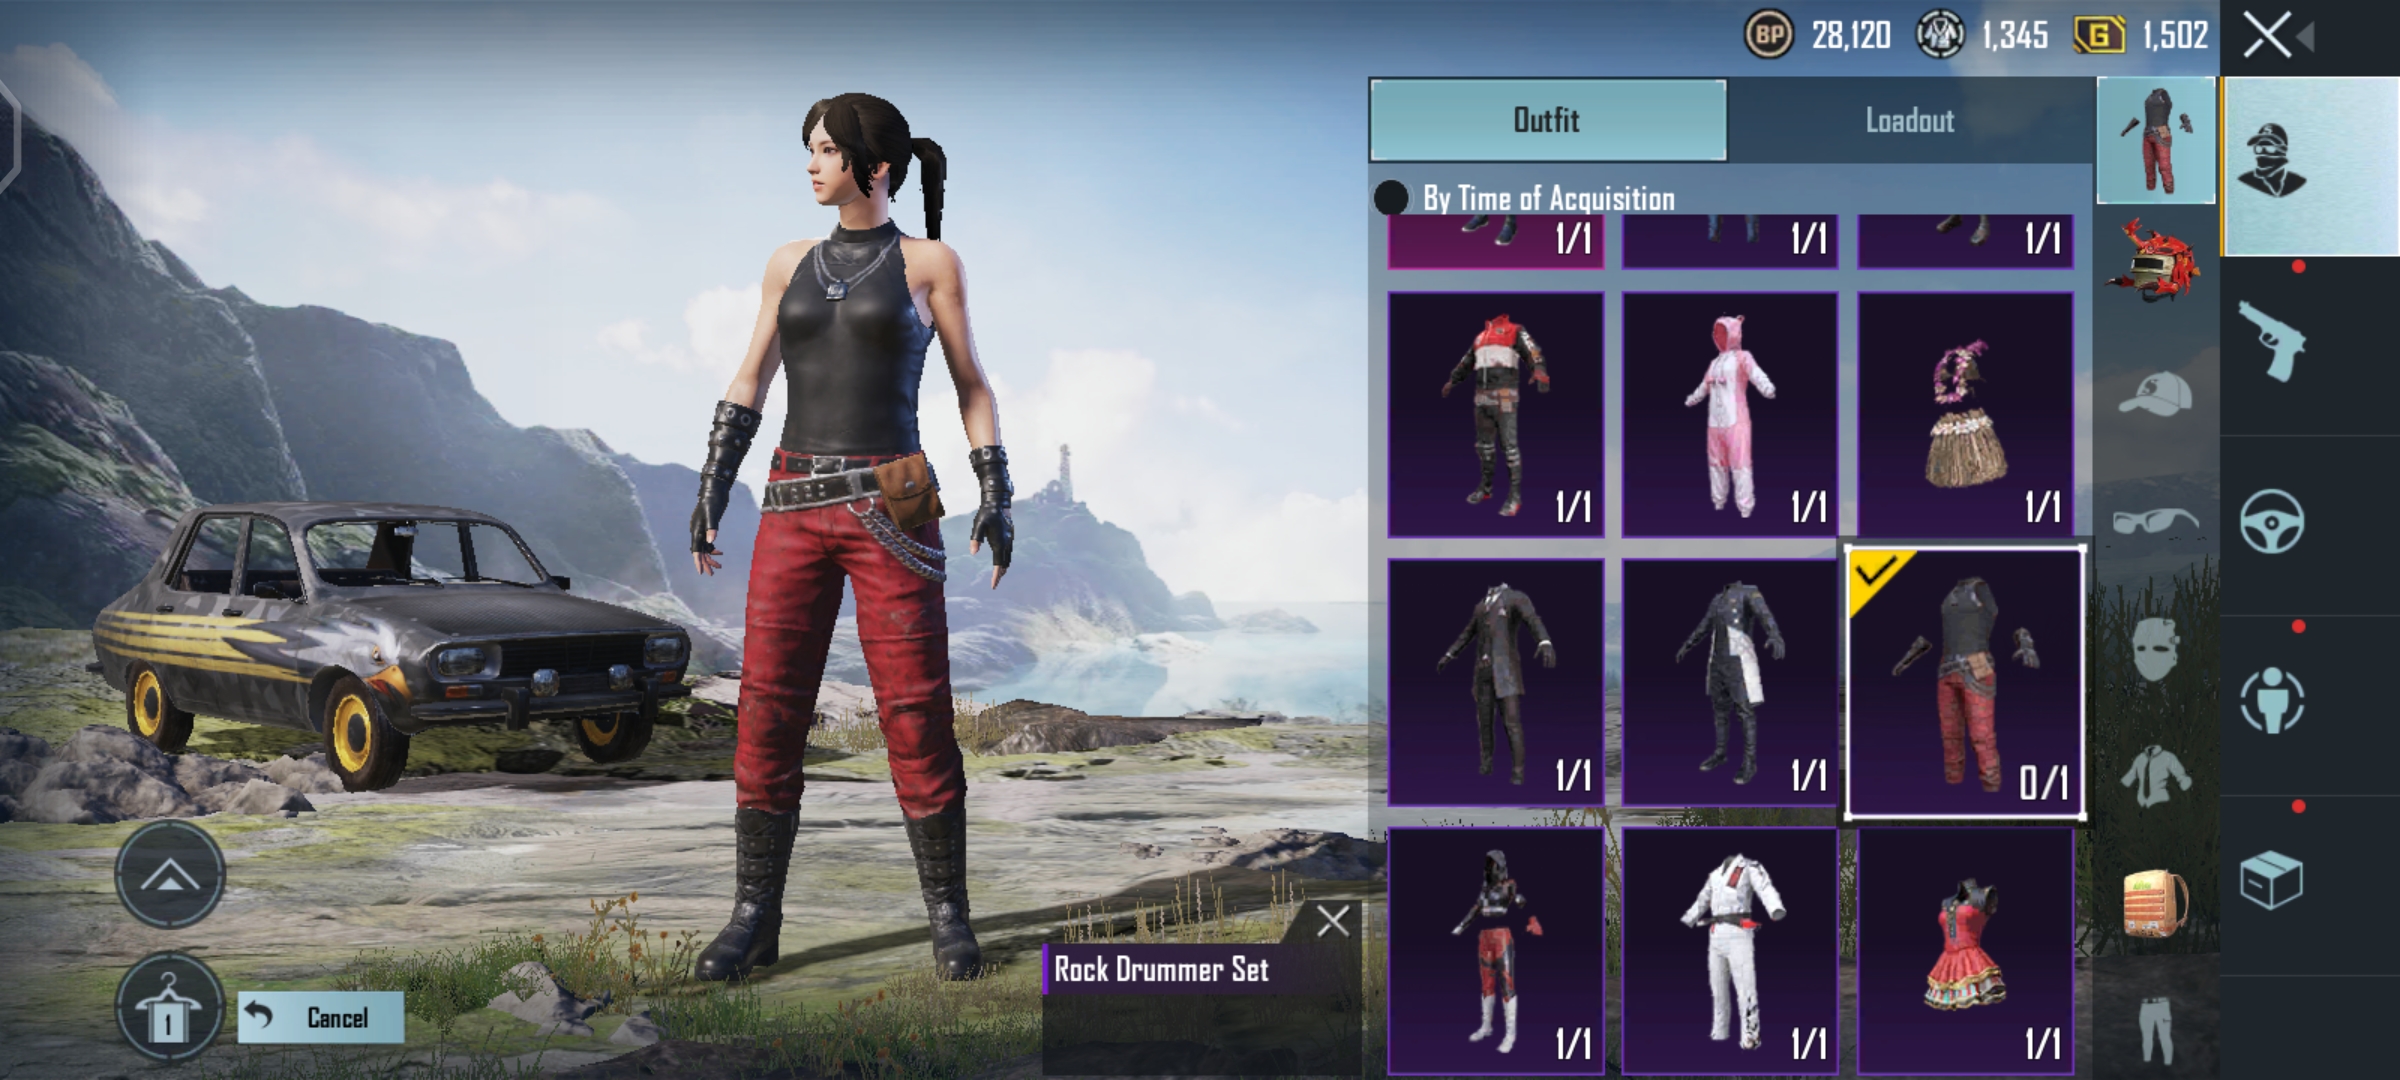 BP 28,120 1,345 G 1,502
Outfit Loadout
By Time of Acquisition
1/1 1/1 1/1
1/1 1/1 1/1
1/1 1/1 0/1
1/1 1/1 1/1
Rock Drummer Set
1 Cancel